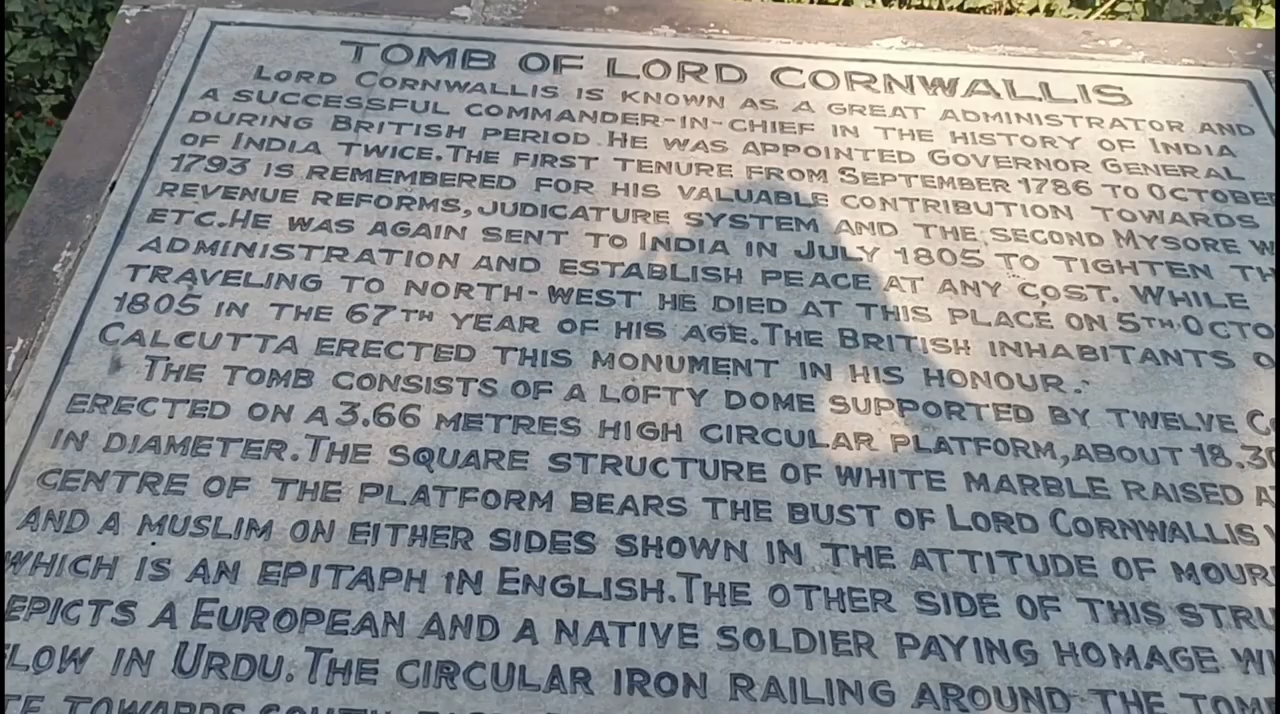 TOMB OF LORD CORNWALLIS
LORD CORNWALLIS IS KNOWN AS A GREAT ADMINISTRATOR AND
A SUCCESSFUL COMMANDER-IN-CHIEF IN THE HISTORY OF INDIA
DURING BRITISH PERIOD. HE WAS APPOINTED GOVERNOR GENERAL
OF INDIA TWICE. THE FIRST TENURE FROM SEPTEMBER 1786 TO OCTOBER
1793 IS REMEMBERED FOR HIS VALUABLE CONTRIBUTION TOWARDS
REVENUE REFORMS, JUDICATURE SYSTEM AND THE SECOND MYSORE
ETC. HE WAS AGAIN SENT TO INDIA IN JULY 1805 TO TIGHTEN
ADMINISTRATION AND ESTABLISH PEACE AT ANY COST. WHILE
TRAVELING TO NORTH-WEST HE DIED AT THIS PLACE ON 5TH. OCTO
1805 IN THE 67TH YEAR OF HIS AGE. THE BRITISH INHABITANTS
CALCUTTA ERECTED THIS MONUMENT IN HIS HONOUR.
THE TOMB CONSISTS OF A LOFTY DOME SUPPORTED BY TWELVE
ERECTED ON A 3.66 METRES HIGH CIRCULAR PLATFORM, ABOUT 18.30
IN DIAMETER. THE SQUARE STRUCTURE OF WHITE MARBLE RAISED
CENTRE OF THE PLATFORM BEARS THE BUST OF LORD CORNWALLIS
AND A MUSLIM ON EITHER SIDES SHOWN IN THE ATTITUDE OF MOUR
WHICH IS AN EPITAPH IN ENGLISH. THE OTHER SIDE OF THIS STRU
EPICTS A EUROPEAN AND A NATIVE SOLDIER PAYING HOMAGE
LOW IN URDU. THE CIRCULAR IRON RAILING AROUND THE TOMB
TOWARDS